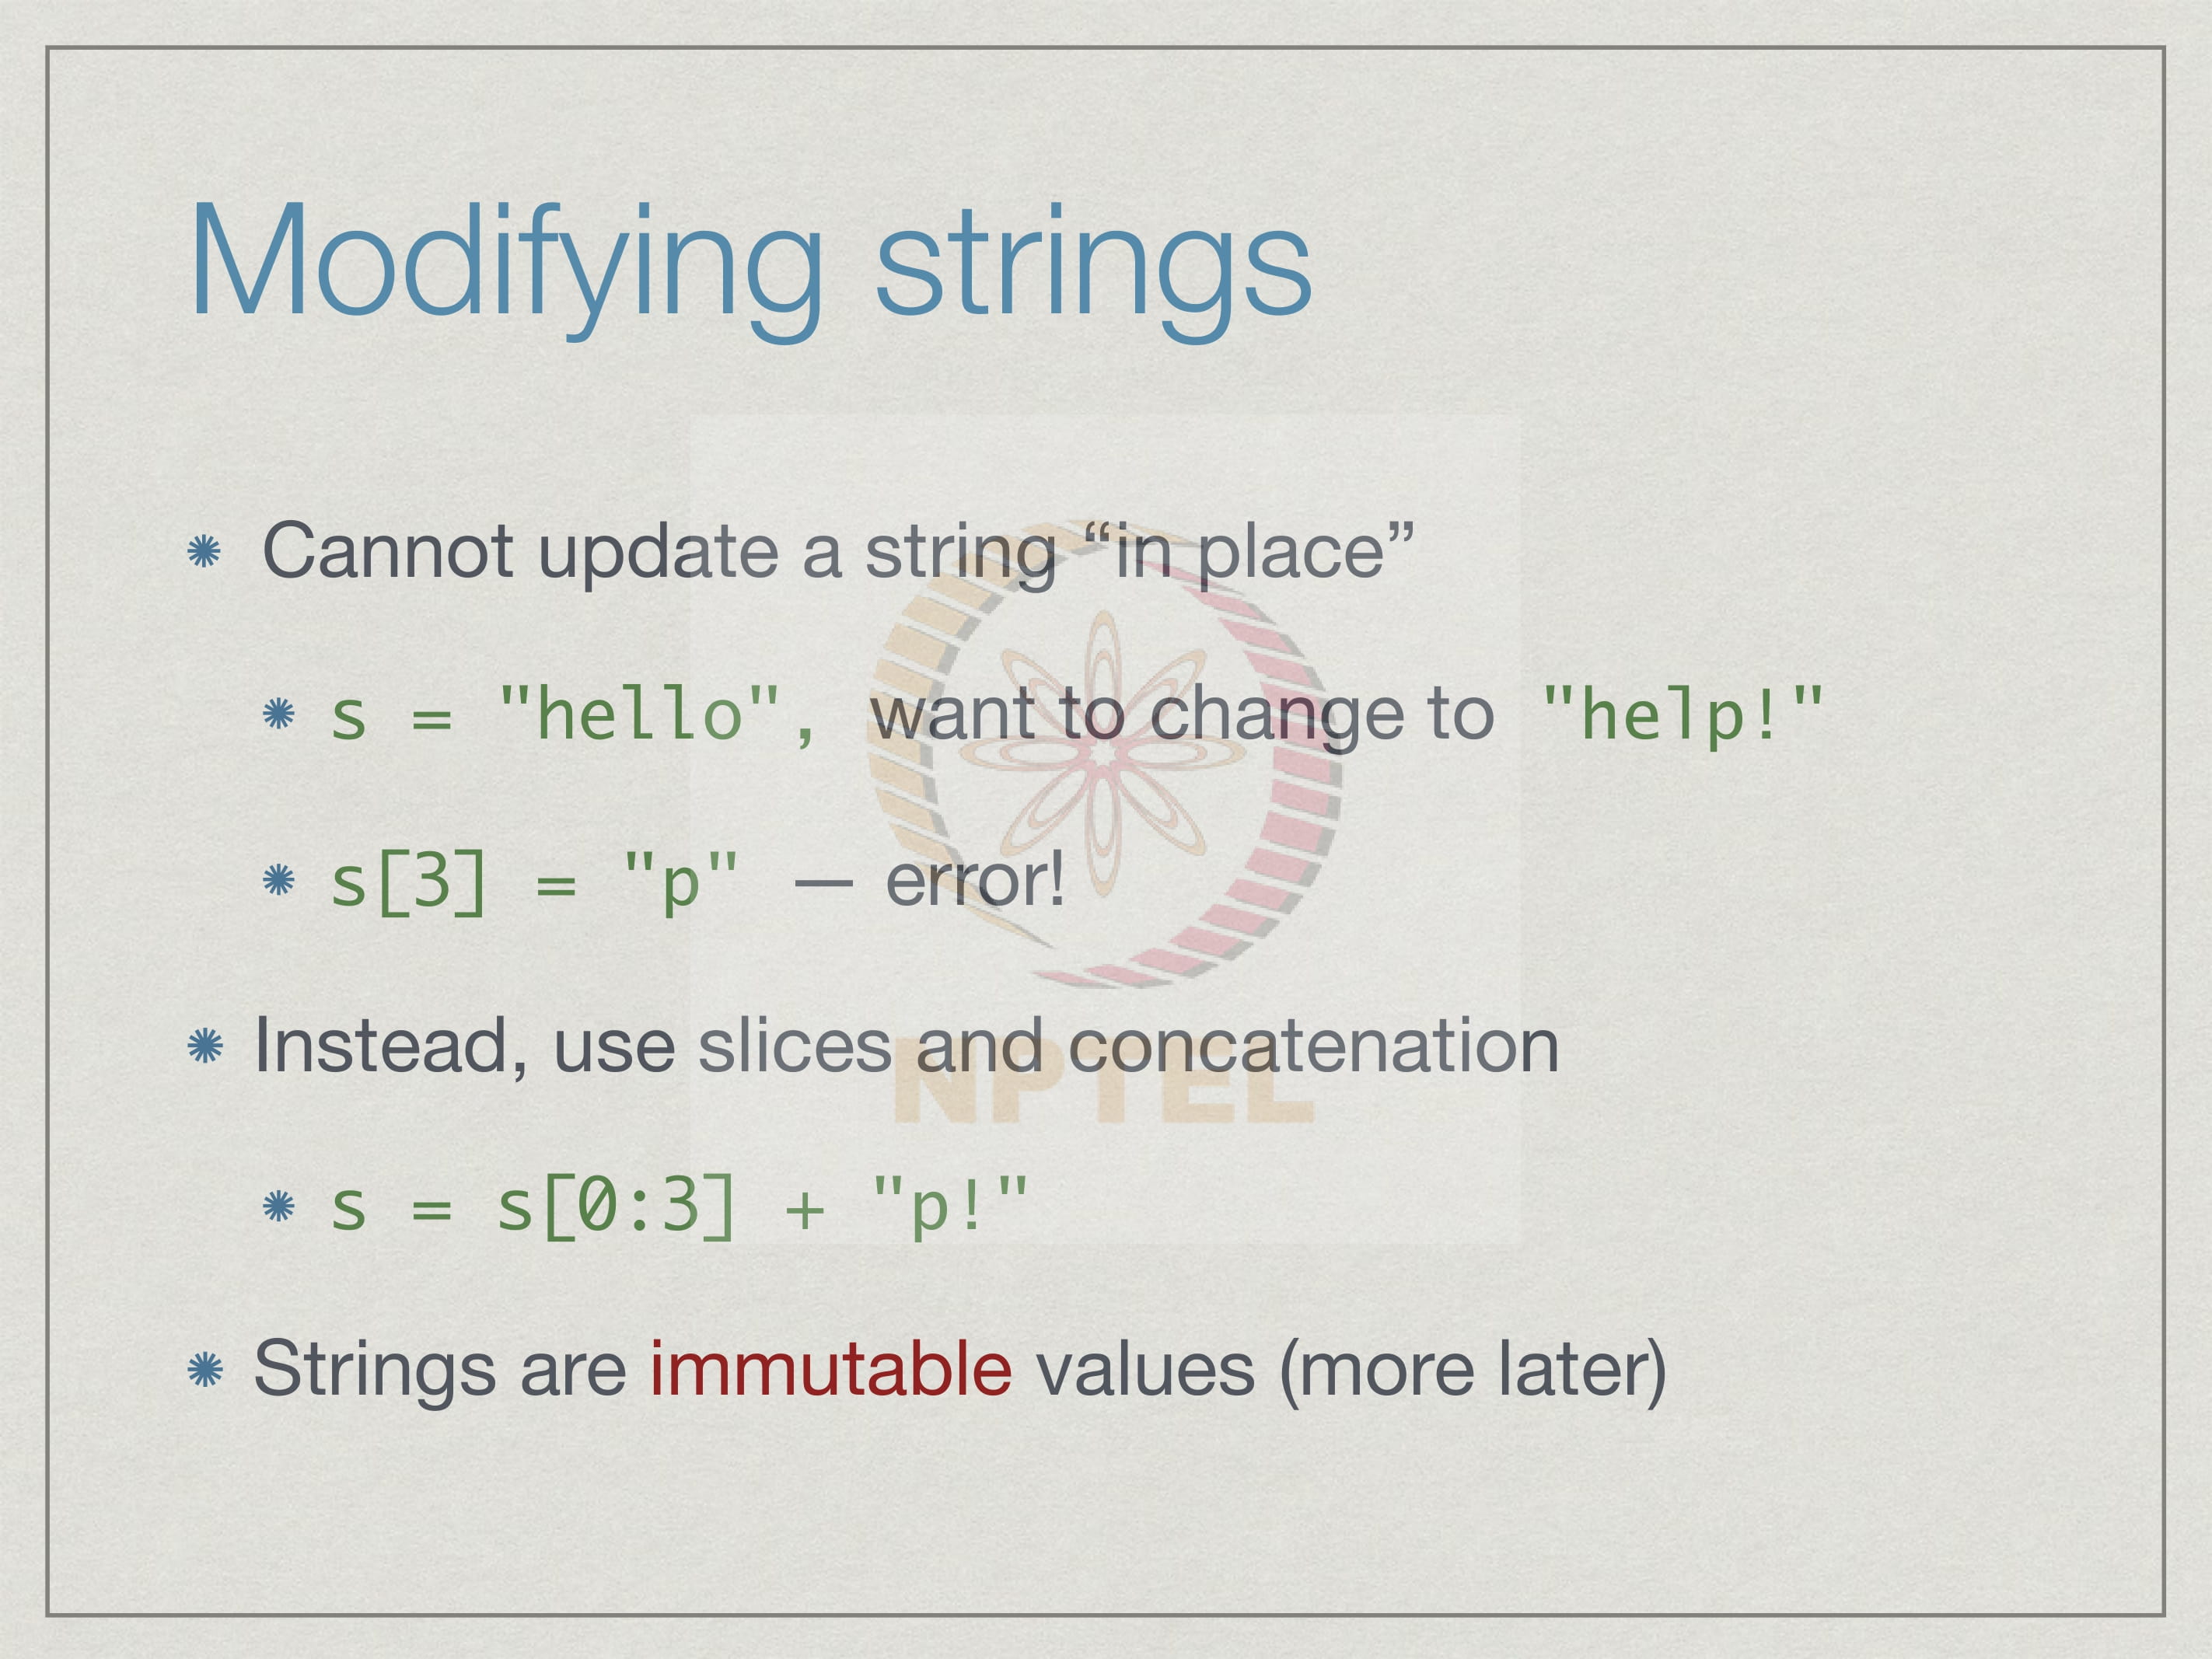 Modifying strings
Cannot update a string “in place”
s = "hello", want to change to "help!"
s[3] = "p" — error!
Instead, use slices and concatenation
NPTEL
s = s[0:3] + "p!"
Strings are immutable values (more later)